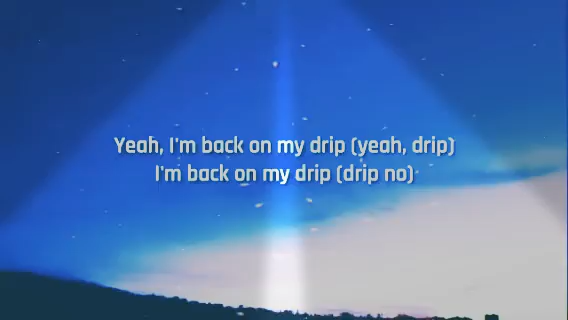 Yeah, I'm back on my drip (yeah, drip)
I'm back on my drip (drip no)